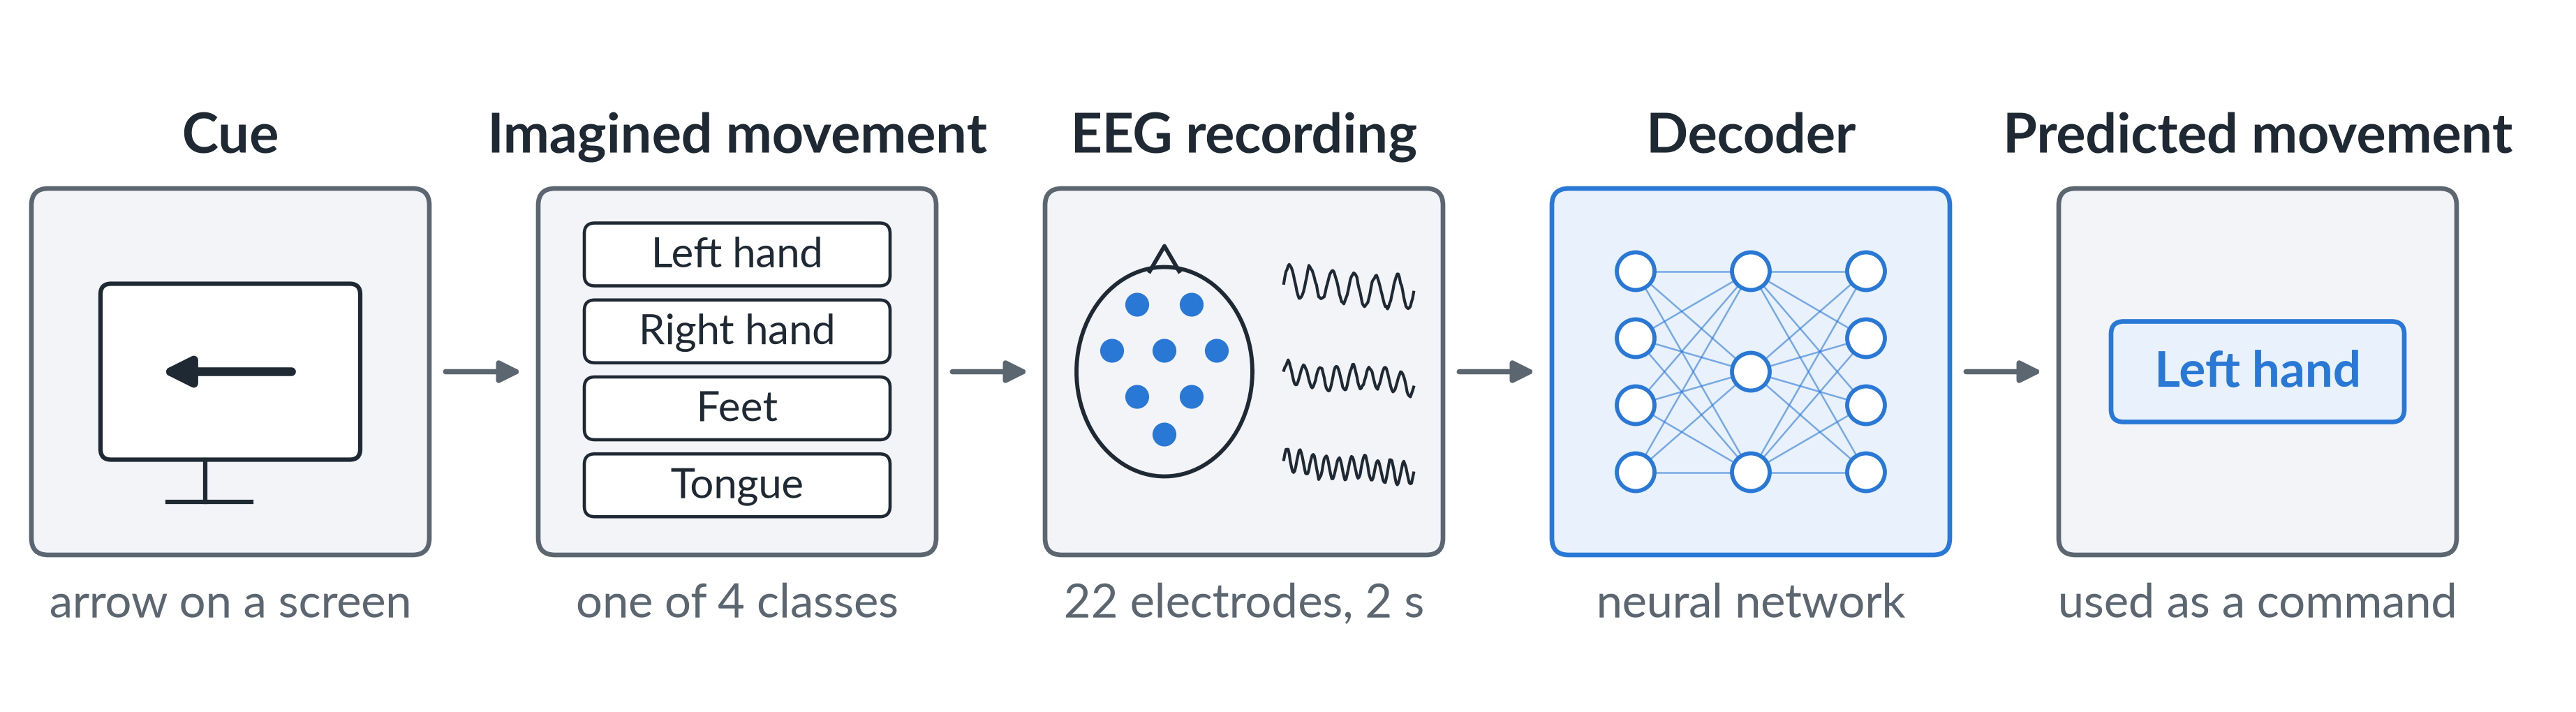 Cue
Imagined movement
EEG recording
Decoder
Predicted movement
Left hand
Right hand
Feet
Tongue
Left hand
arrow on a screen
one of 4 classes
22 electrodes, 2 s
neural network
used as a command